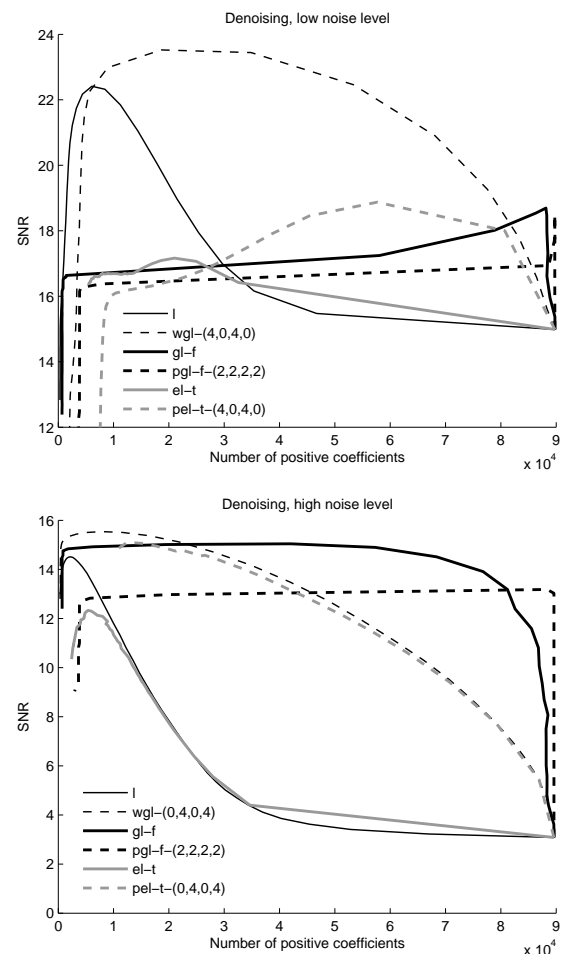 Denoising, low noise level
24
22
20
18
16
14
12
SNR
l
wgl−(4,0,4,0)
gl−f
pgl−f−(2,2,2,2)
el−t
pel−t−(4,0,4,0)
0 1 2 3 4 5 6 7 8 9
Number of positive coefficients
x 10^4
Denoising, high noise level
16
14
12
10
8
6
4
2
0
SNR
l
wgl−(0,4,0,4)
gl−f
pgl−f−(2,2,2,2)
el−t
pel−t−(0,4,0,4)
0 1 2 3 4 5 6 7 8 9
Number of positive coefficients
x 10^4